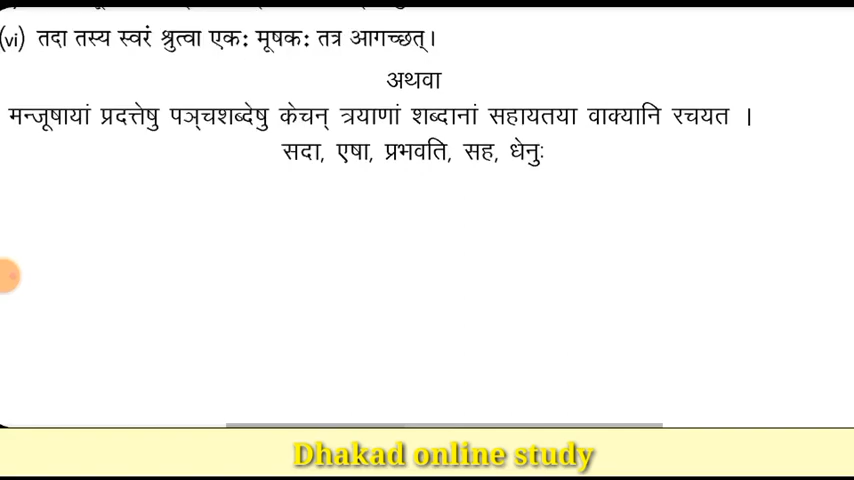 (vi) तदा तस्य स्वरं श्रुत्वा एकः मूषकः तत्र आगच्छत्।
अथवा
मन्जूषायां प्रदत्तेषु पञ्चशब्देषु केचन् त्रयाणां शब्दानां सहायतया वाक्यानि रचयत ।
सदा, एषा, प्रभवति, सह, धेनुः
Dhakad online study